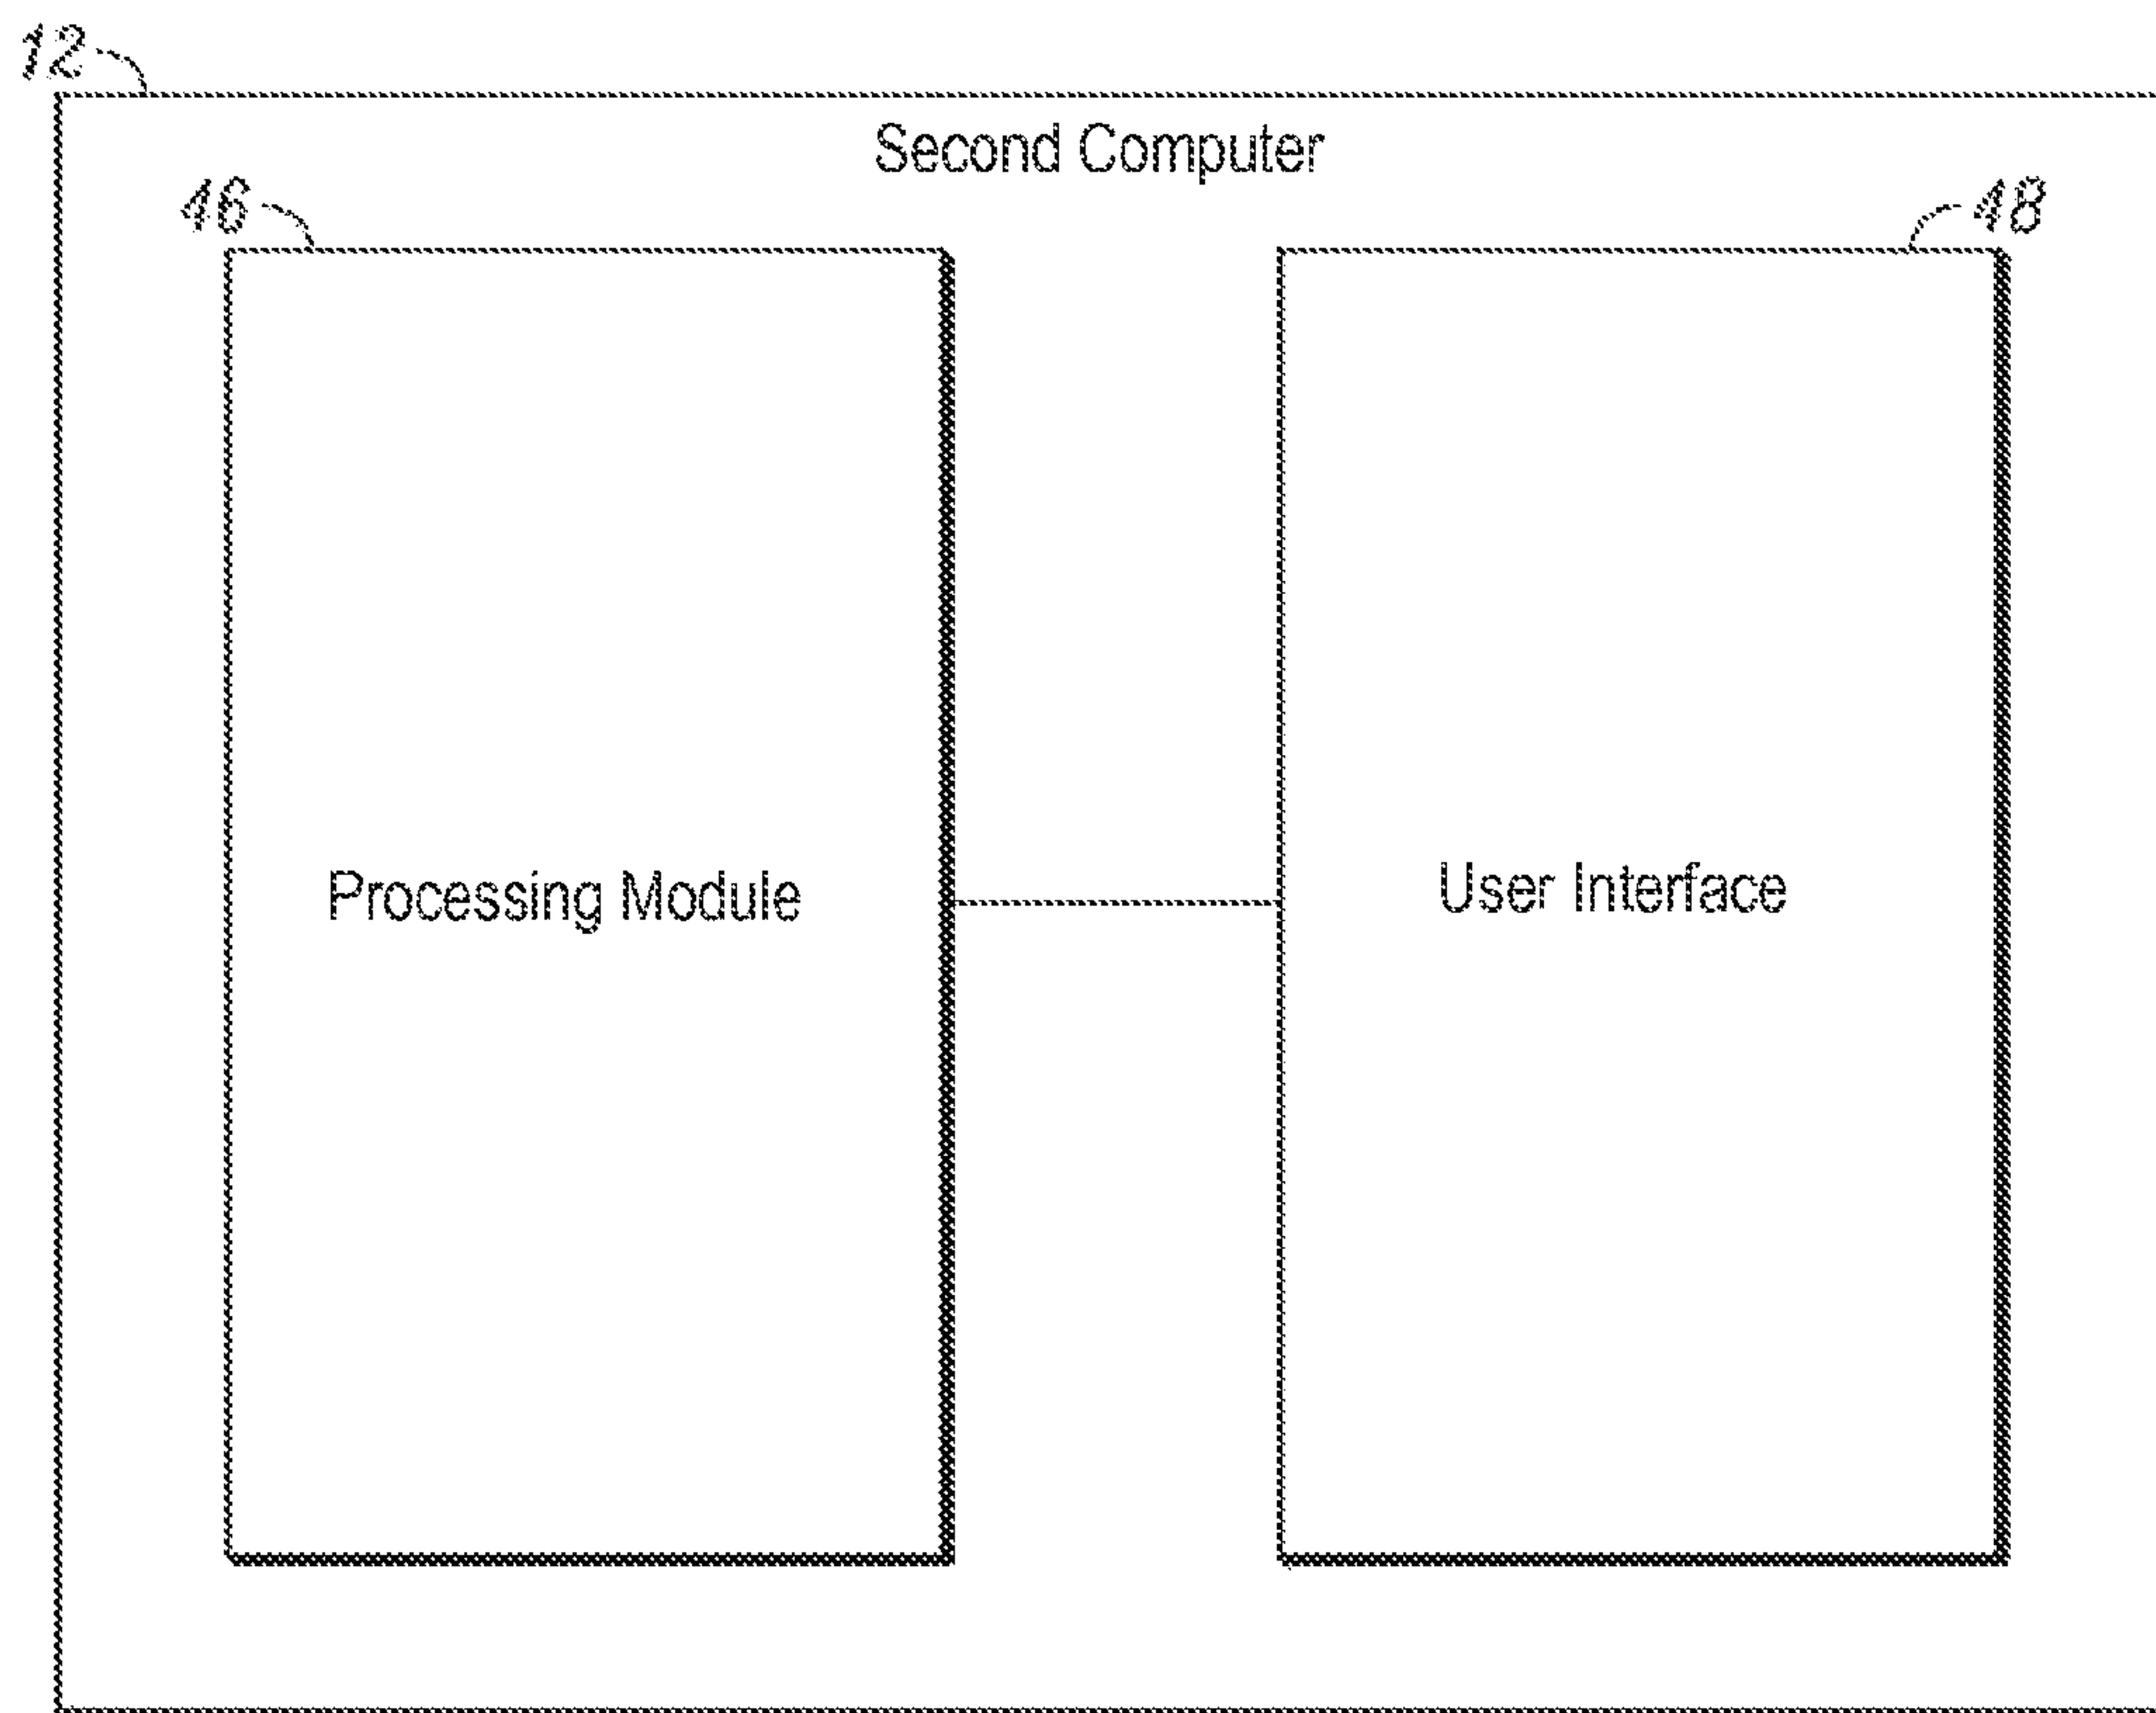 12
Second Computer
46
48
Processing Module
User Interface